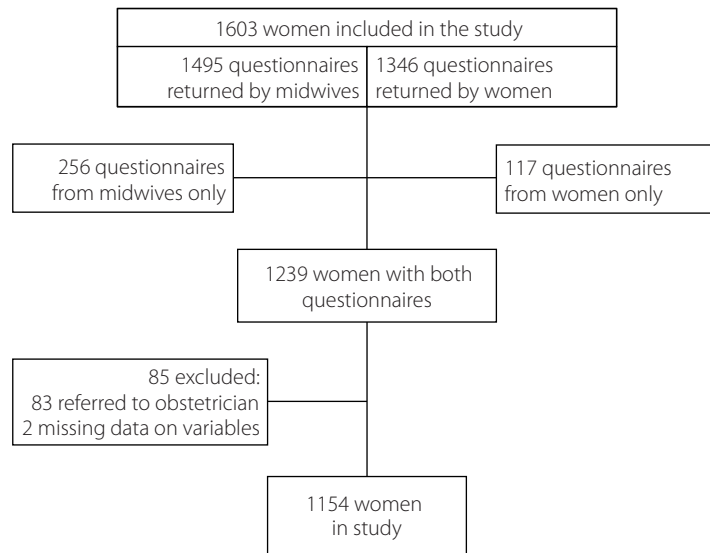 1603 women included in the study
1495 questionnaires
returned by midwives
1346 questionnaires
returned by women
256 questionnaires
from midwives only
117 questionnaires
from women only
1239 women with both
questionnaires
85 excluded:
83 referred to obstetrician
2 missing data on variables
1154 women
in study